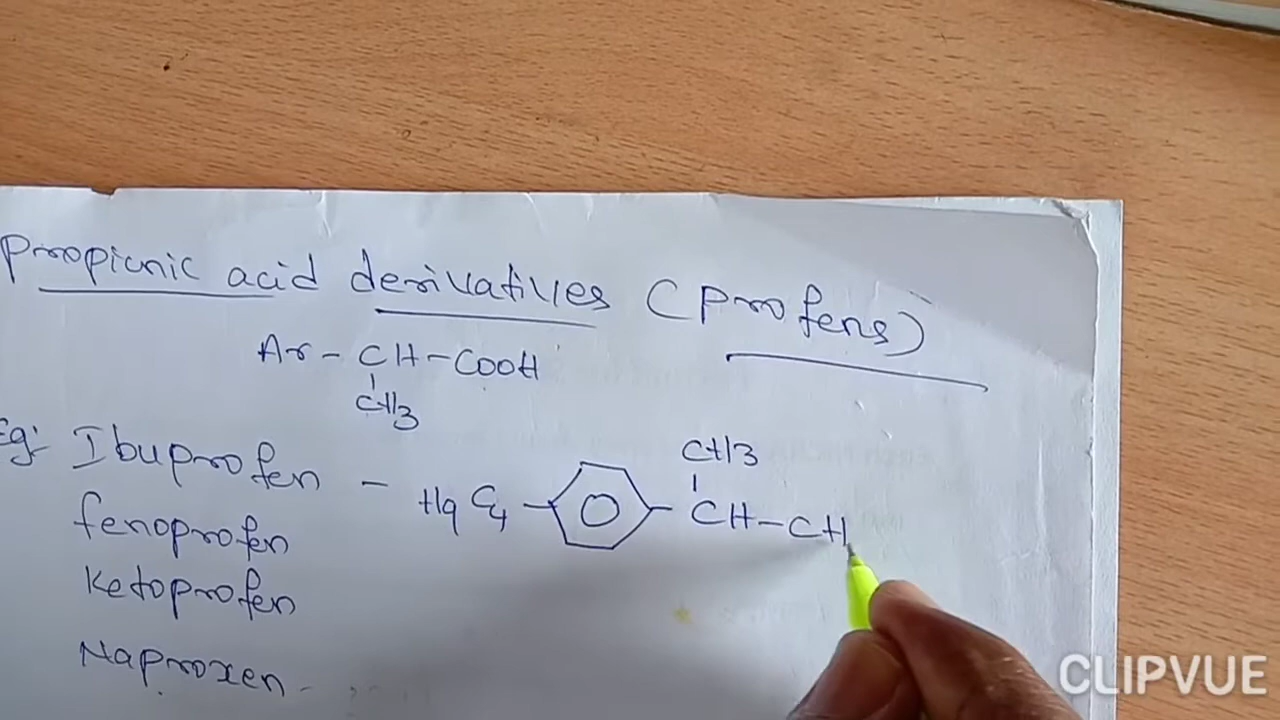 Propionic acid derivatives (Profens)
Ar-CH-COOH
CH3
Eg: Ibuprofen - H9C4- -CH-CH
CH3
fenoprofen
Ketoprofen
Naproxen-
CLIPVUE